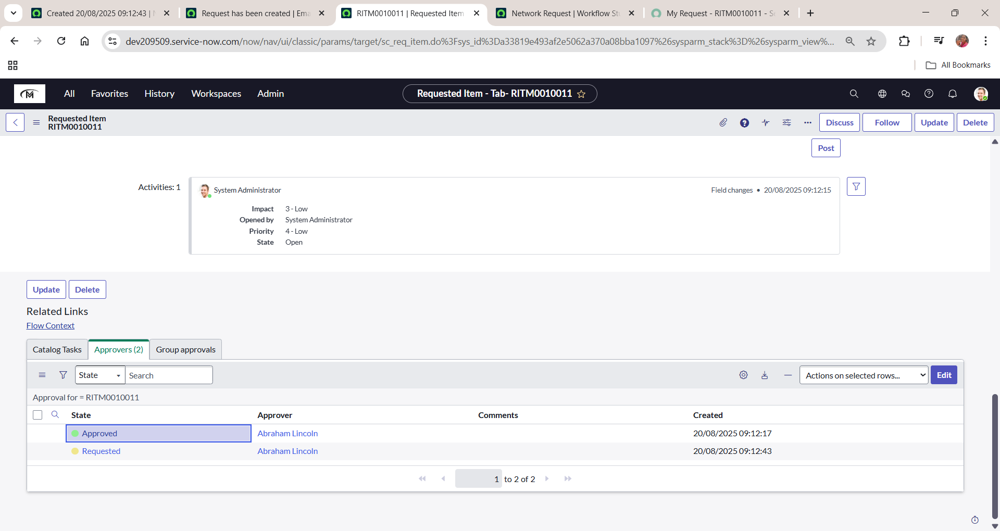 Created 20/08/2025 09:12:43 |
Request has been created | Ema
RITM0010011 | Requested Item
Network Request | Workflow St
My Request - RITM0010011 - Se
dev209509.service-now.com/now/nav/ui/classic/params/target/sc_req_item.do%3Fsys_id%3Da33819e493af2e5062a370a08bba1097%26sysparm_stack%3D%26sysparm_view%...
All Bookmarks
M
All
Favorites
History
Workspaces
Admin
Requested Item - Tab- RITM0010011
Requested Item
RITM0010011
Discuss
Follow
Update
Delete
Post
Activities: 1
System Administrator
Field changes • 20/08/2025 09:12:15
Impact 3 - Low
Opened by System Administrator
Priority 4 - Low
State Open
Update
Delete
Related Links
Flow Context
Catalog Tasks
Approvers (2)
Group approvals
State
Search
Actions on selected rows...
Edit
Approval for = RITM0010011
State Approver Comments Created
Approved Abraham Lincoln 20/08/2025 09:12:17
Requested Abraham Lincoln 20/08/2025 09:12:43
1 to 2 of 2